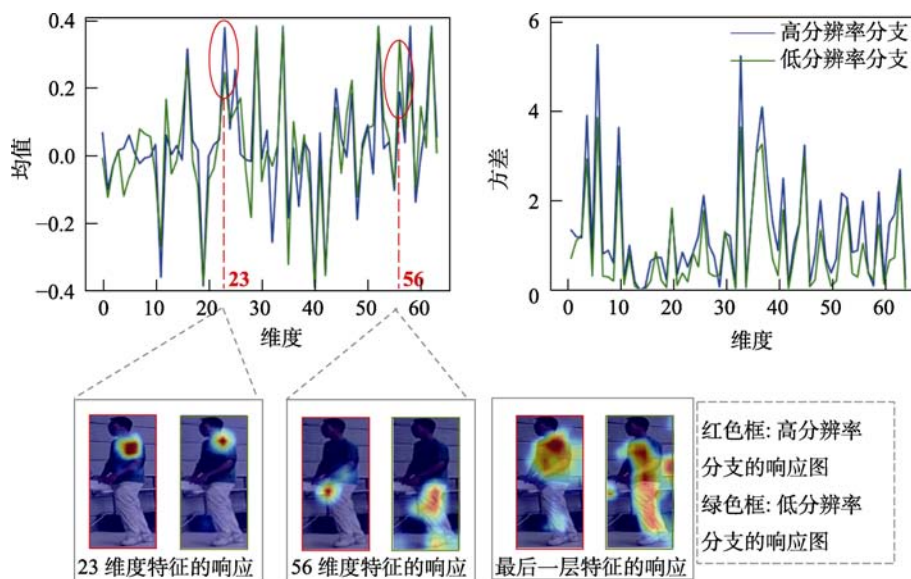 0.4
0.2
0.0
−0.2
−0.4
均值
23
56
0 10 20 30 40 50 60
维度
6
4
2
0
方差
高分辨率分支
低分辨率分支
0 10 20 30 40 50 60
维度
23 维度特征的响应
56 维度特征的响应
最后一层特征的响应
红色框: 高分辨率
分支的响应图
绿色框: 低分辨率
分支的响应图